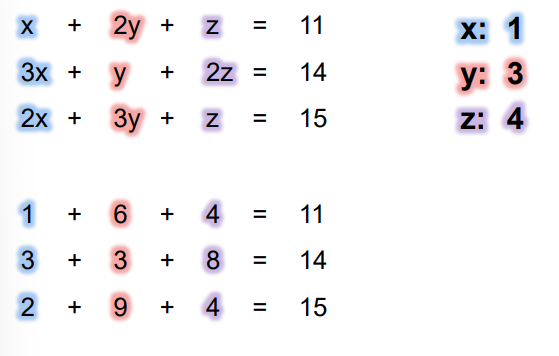 x + 2y + z = 11
3x + y + 2z = 14
2x + 3y + z = 15
x: 1
y: 3
z: 4
1 + 6 + 4 = 11
3 + 3 + 8 = 14
2 + 9 + 4 = 15